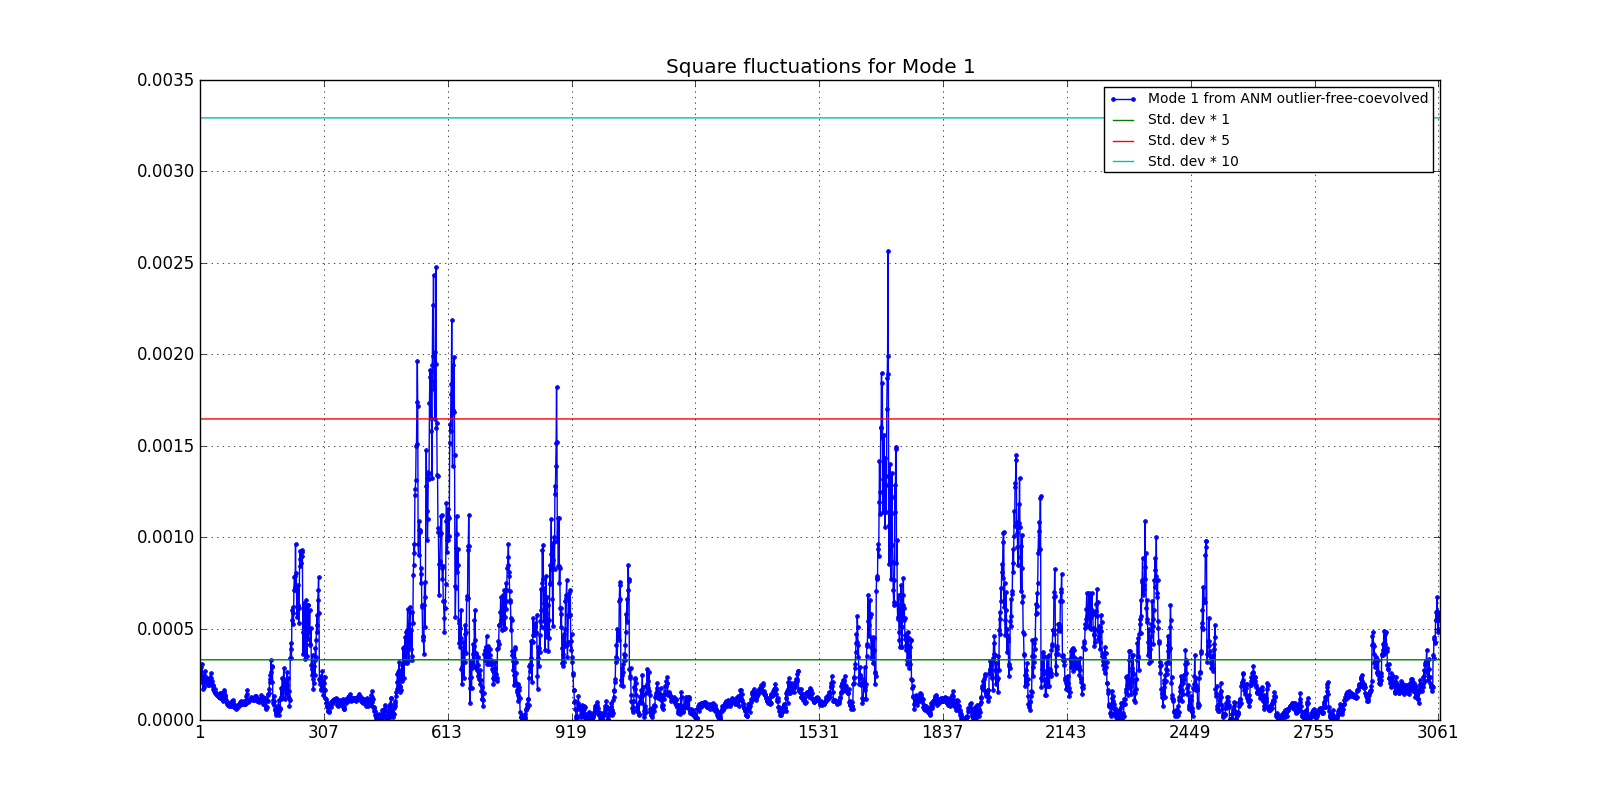 Square fluctuations for Mode 1
0.0035
0.0030
0.0025
0.0020
0.0015
0.0010
0.0005
0.0000
Mode 1 from ANM outlier-free-coevolved
Std. dev * 1
Std. dev * 5
Std. dev * 10
1 307 613 919 1225 1531 1837 2143 2449 2755 3061